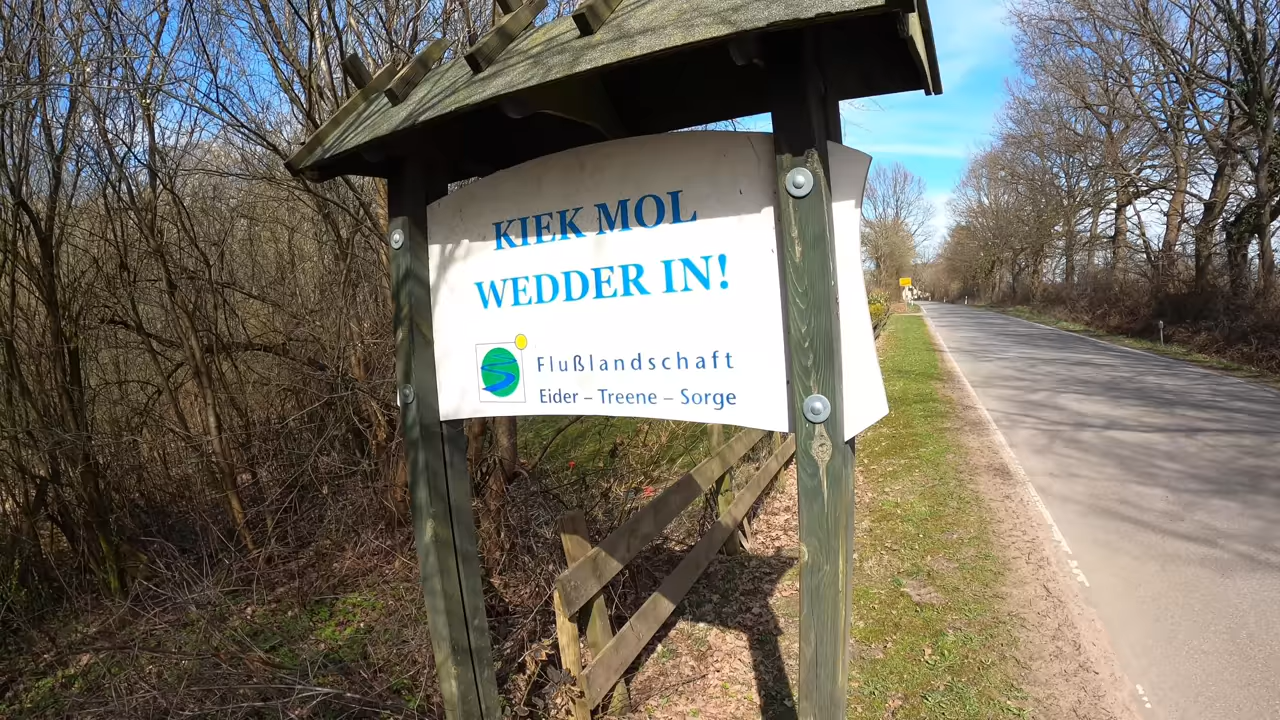 KIEK MOL
WEDDER IN!
Flußlandschaft
Eider – Treene – Sorge